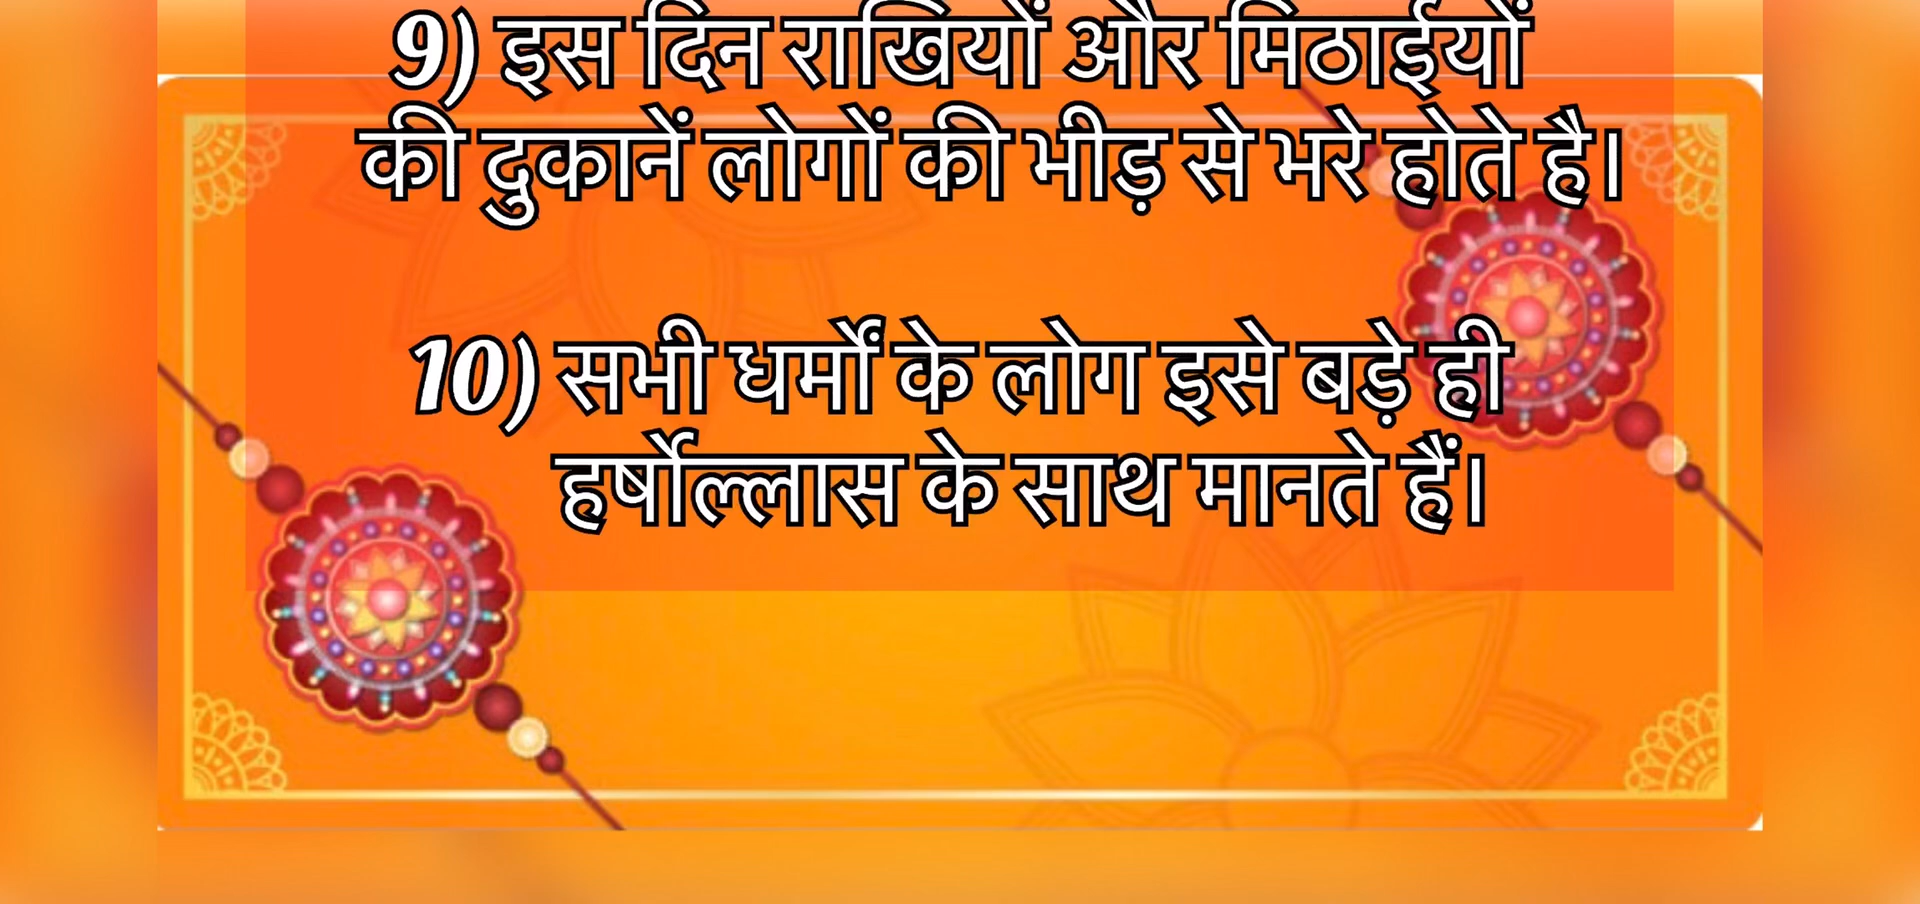 9) इस दिन राखियों और मिठाईयों
की दुकानें लोगों की भीड़ से भरे होते है।
10) सभी धर्मों के लोग इसे बड़े ही
हर्षोल्लास के साथ मानते हैं।